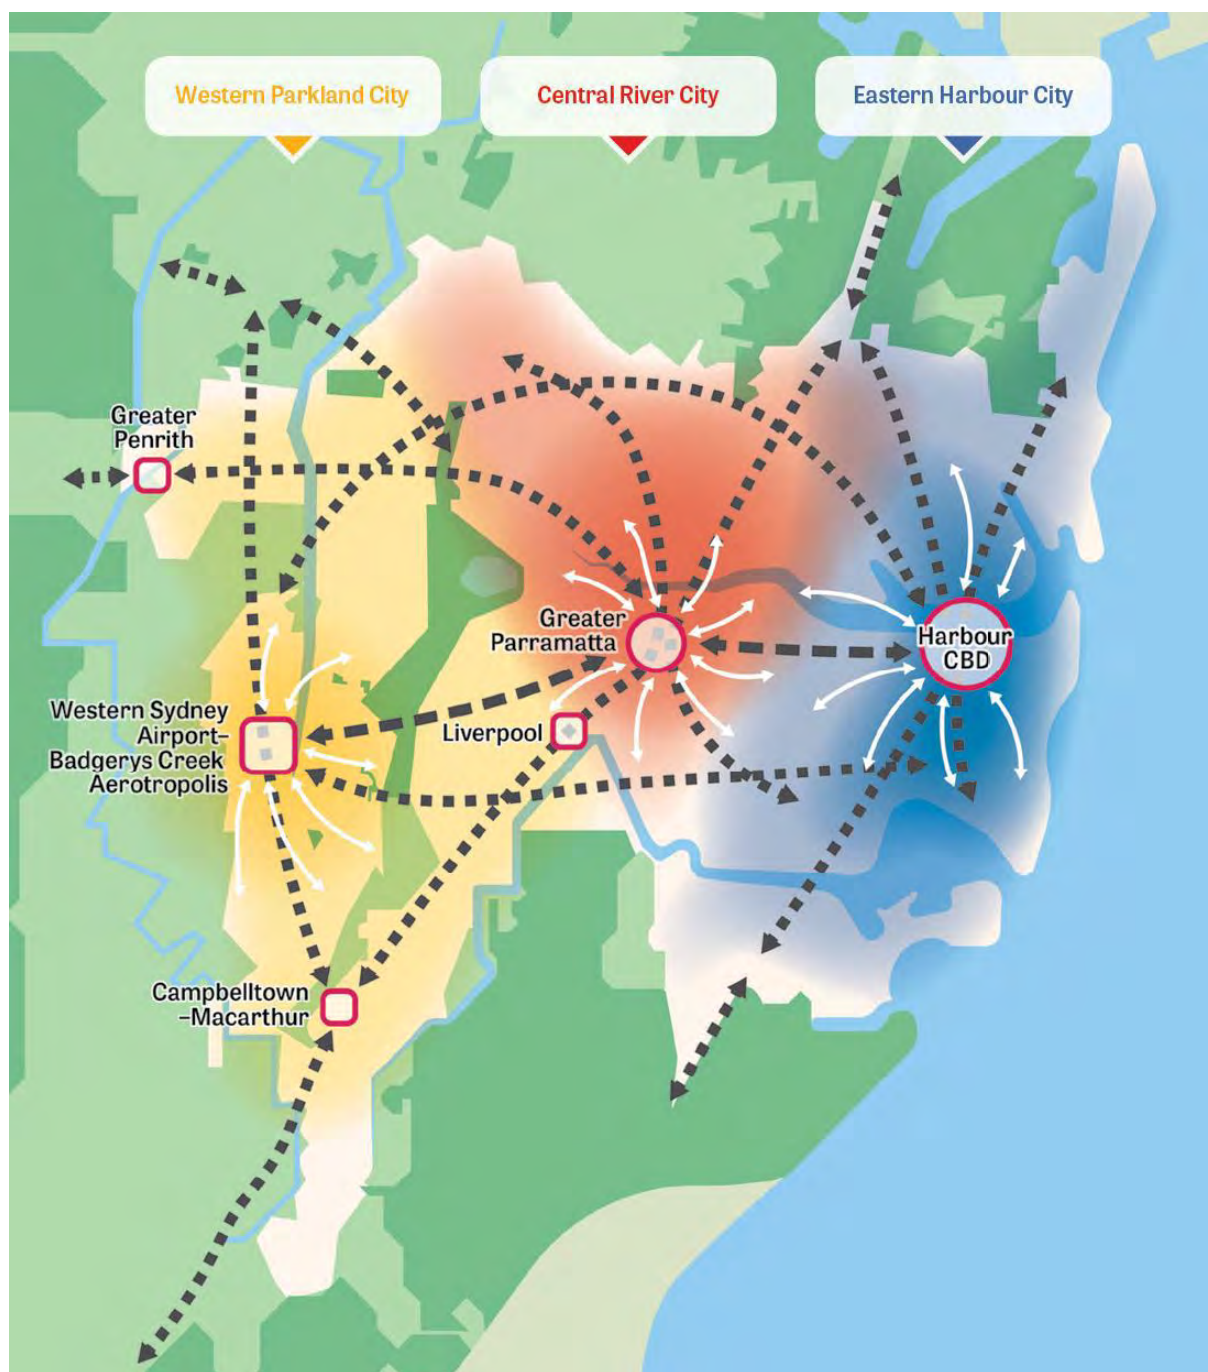 Western Parkland City
Central River City
Eastern Harbour City
Greater
Penrith
Greater
Parramatta
Harbour
CBD
Western Sydney
Airport–
Badgerys Creek
Aerotropolis
Liverpool
Campbelltown
–Macarthur